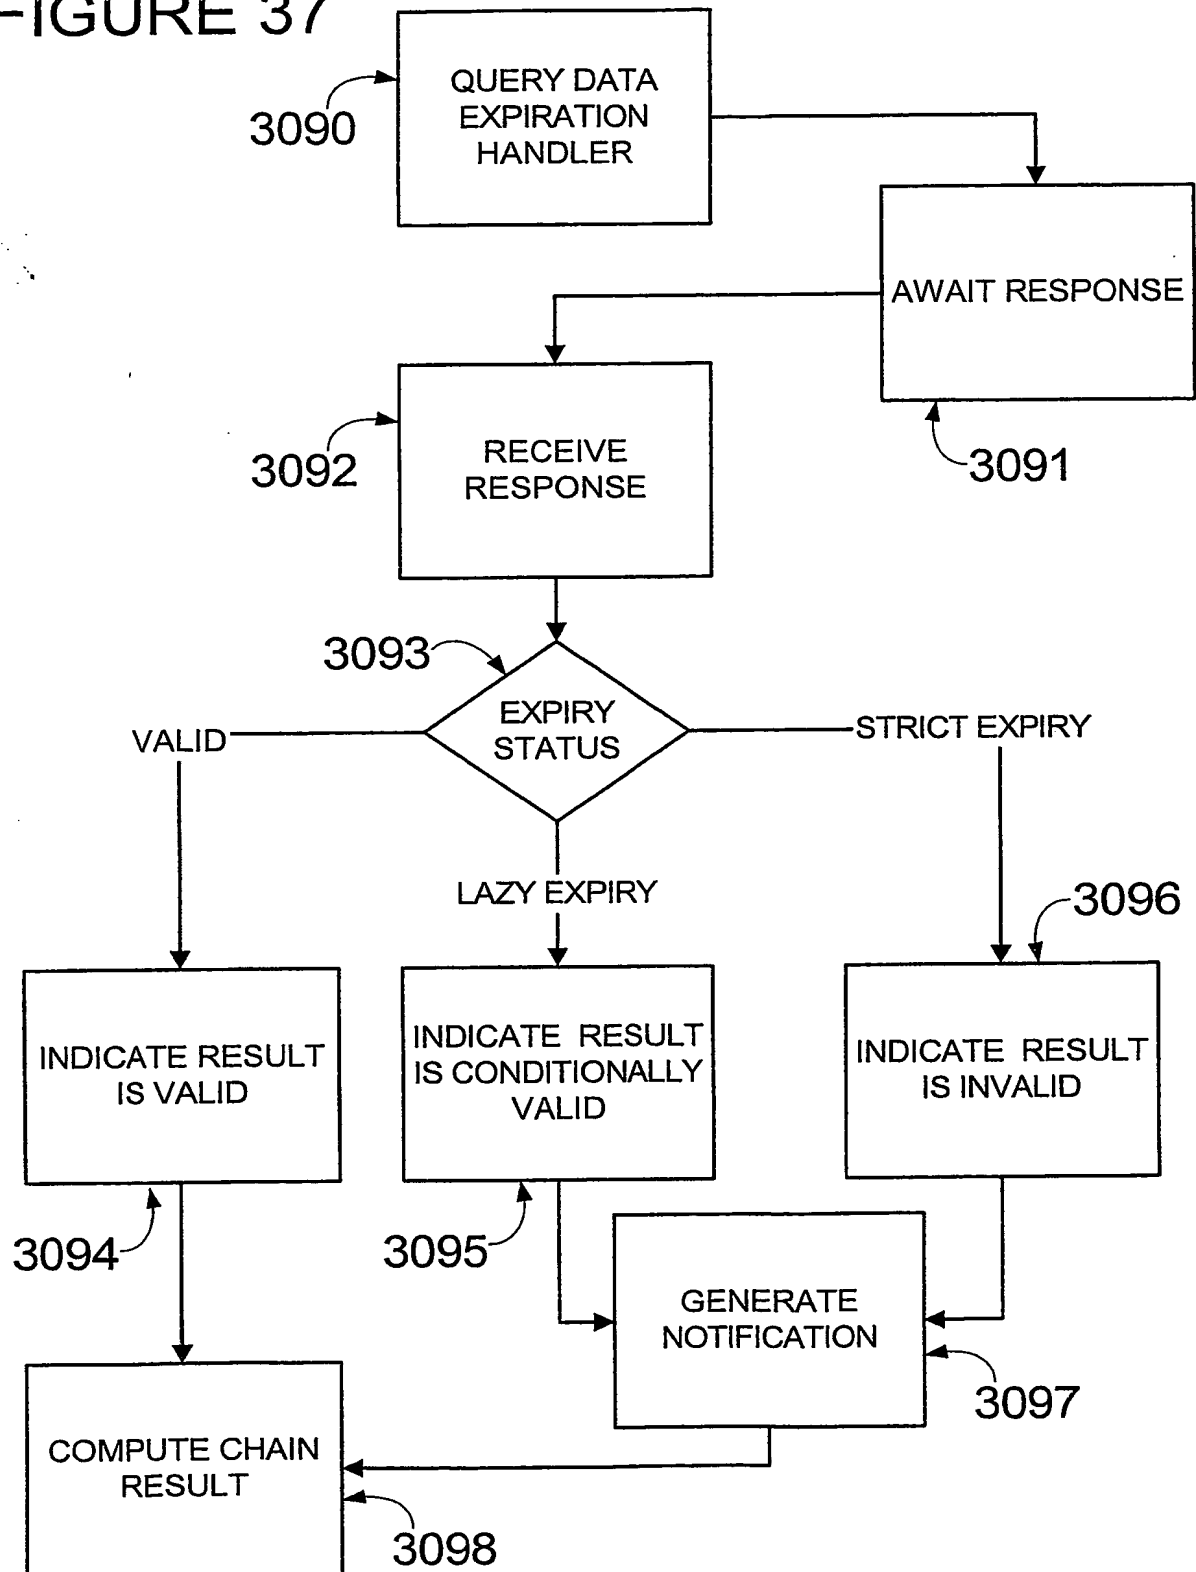 FIGURE 37
QUERY DATA
EXPIRATION
HANDLER
3090
AWAIT RESPONSE
3091
RECEIVE
RESPONSE
3092
3093
EXPIRY
STATUS
VALID
STRICT EXPIRY
LAZY EXPIRY
3096
INDICATE RESULT
IS VALID
INDICATE RESULT
IS CONDITIONALLY
VALID
INDICATE RESULT
IS INVALID
3094
3095
GENERATE
NOTIFICATION
3097
COMPUTE CHAIN
RESULT
3098